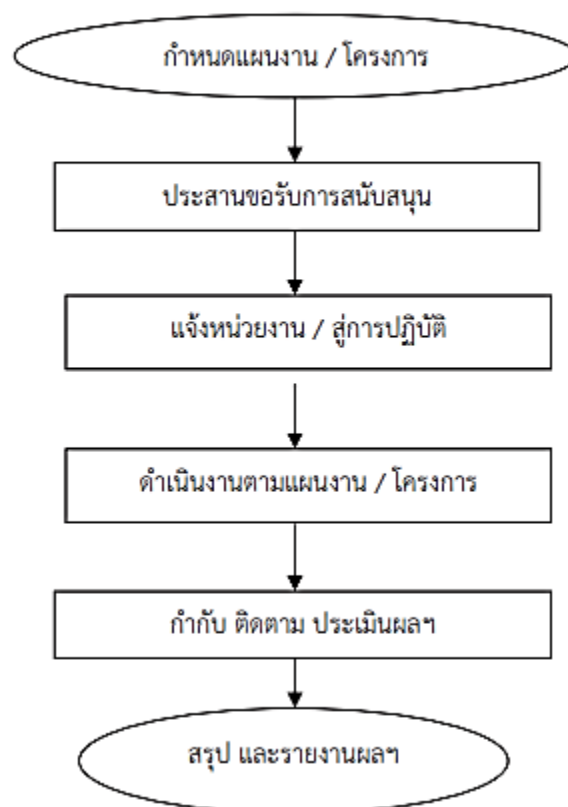 กำหนดแผนงาน / โครงการ
ประสานขอรับการสนับสนุน
แจ้งหน่วยงาน / สู่การปฏิบัติ
ดำเนินงานตามแผนงาน / โครงการ
กำกับ ติดตาม ประเมินผลฯ
สรุป และรายงานผลฯ